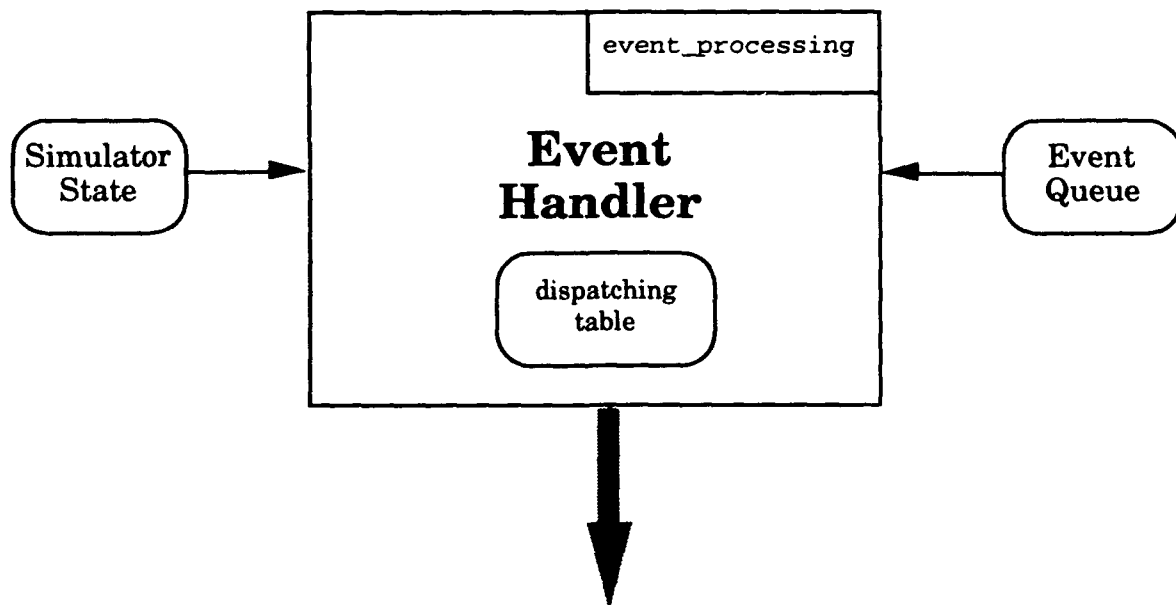 event_processing
Simulator
State
Event
Handler
Event
Queue
dispatching
table